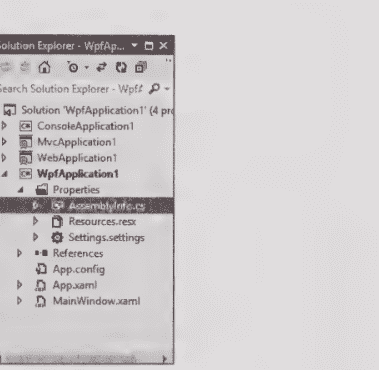 Solution Explorer - WpfAp...
Search Solution Explorer - Wpf
Solution 'WpfApplication1' (4 pr
ConsoleApplication1
MvcApplication1
WebApplication1
WpfApplication1
Properties
AssemblyInfo.cs
Resources.resx
Settings.settings
References
App.config
App.xaml
MainWindow.xaml